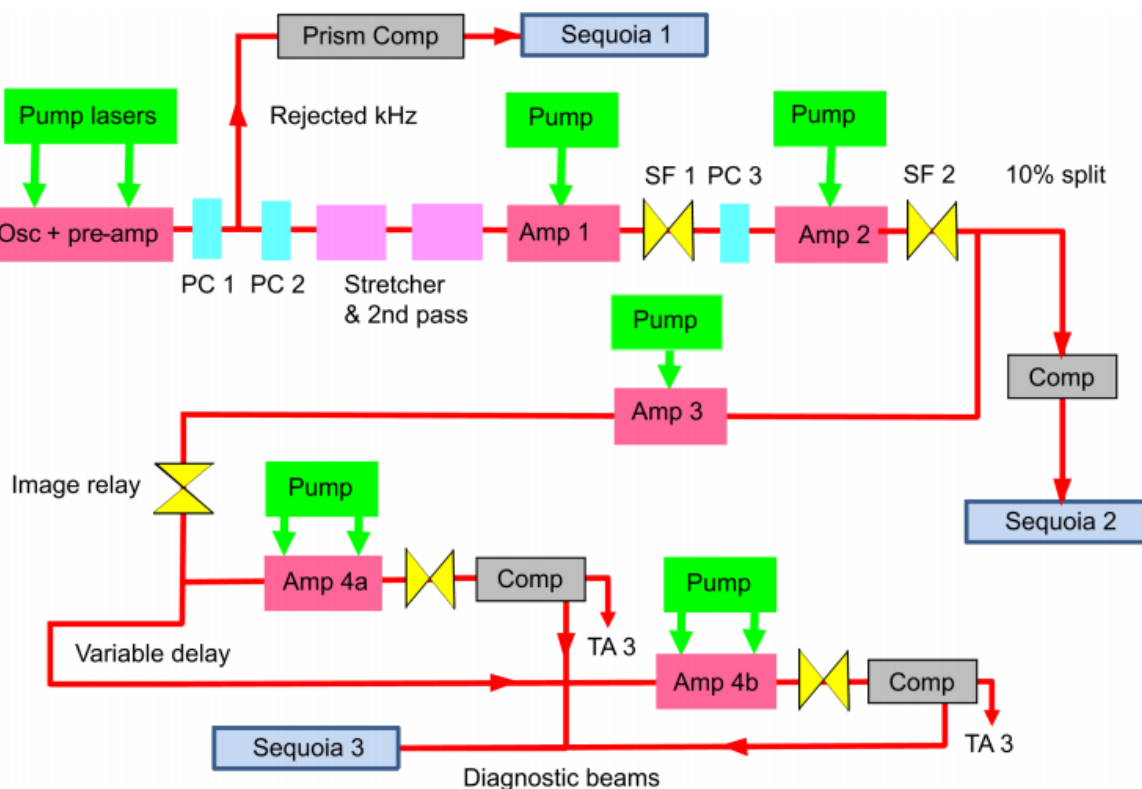 Prism Comp
Sequoia 1
Pump lasers
Rejected kHz
Pump
Pump
SF 1
PC 3
SF 2
10% split
Osc + pre-amp
Amp 1
Amp 2
PC 1
PC 2
Stretcher
& 2nd pass
Pump
Comp
Amp 3
Image relay
Pump
Sequoia 2
Amp 4a
Comp
Pump
Variable delay
TA 3
Amp 4b
Comp
Sequoia 3
TA 3
Diagnostic beams